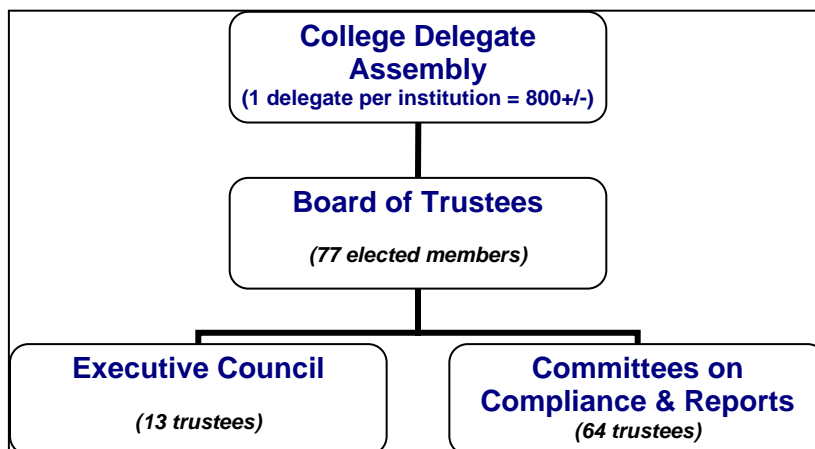 College Delegate
Assembly
(1 delegate per institution = 800+/-)
Board of Trustees
(77 elected members)
Executive Council
(13 trustees)
Committees on
Compliance & Reports
(64 trustees)